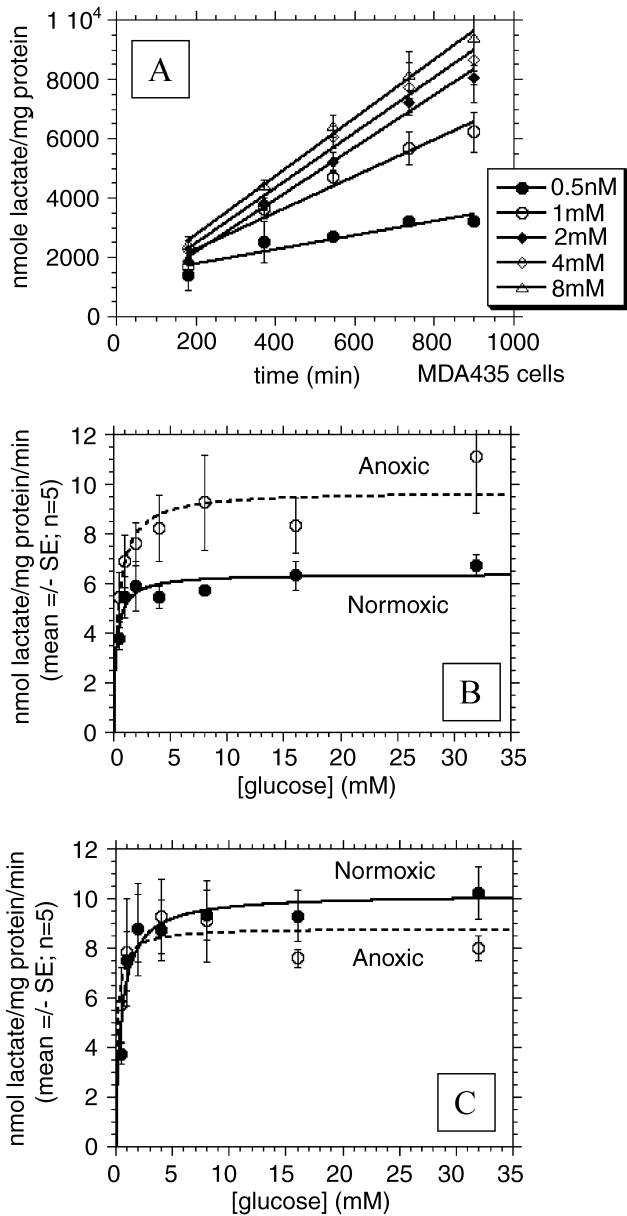 1 10⁴
8000
6000
4000
2000
0
nmole lactate/mg protein
A
0.5nM
1mM
2mM
4mM
8mM
0 200 400 600 800 1000
time (min)
MDA435 cells
12
10
8
6
4
2
0
nmol lactate/mg protein/min
(mean =/- SE; n=5)
Anoxic
Normoxic
B
0 5 10 15 20 25 30 35
[glucose] (mM)
12
10
8
6
4
2
0
nmol lactate/mg protein/min
(mean =/- SE; n=5)
Normoxic
Anoxic
C
0 5 10 15 20 25 30 35
[glucose] (mM)